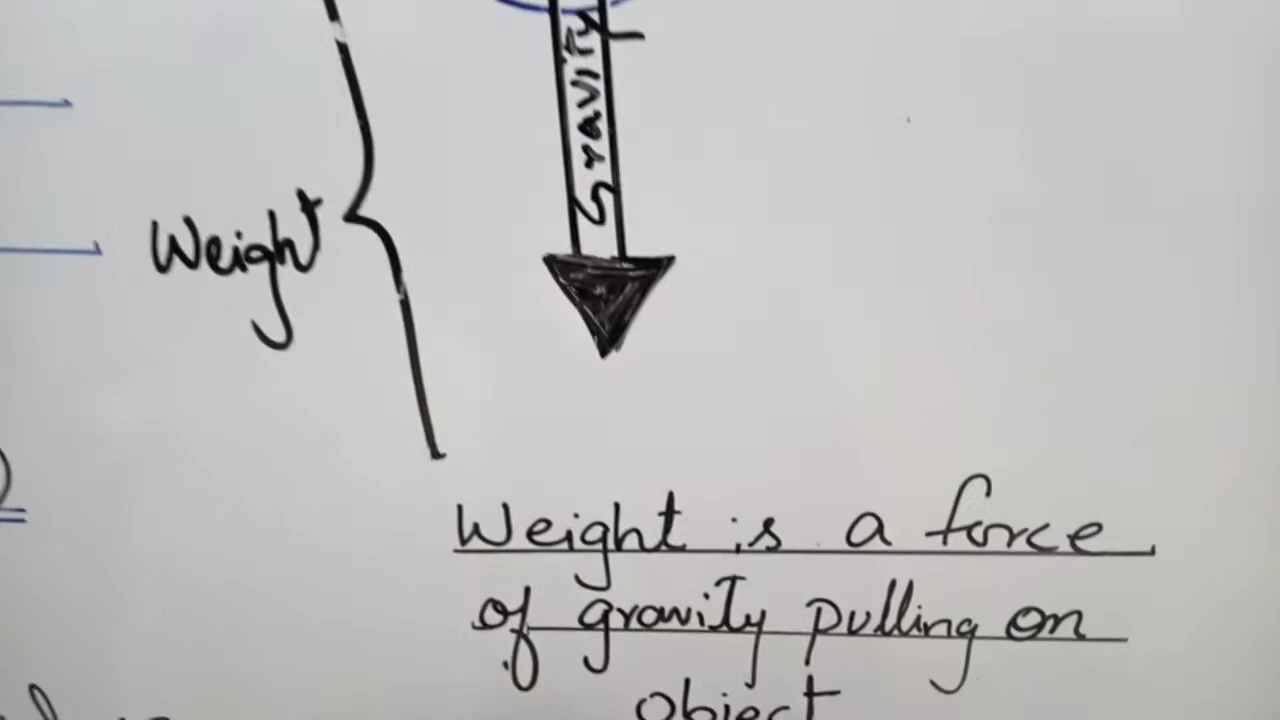 Gravity
Weight
Weight is a force
of gravity pulling on
object